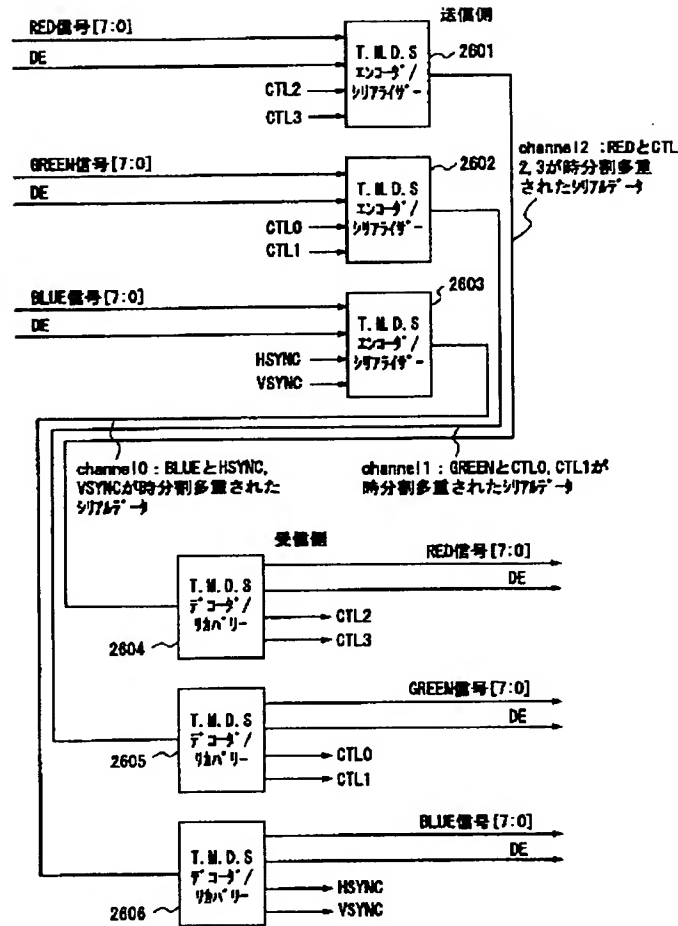 送信側
RED信号[7:0]
DE
CTL2
CTL3
T.M.D.S
エンコーダ/
シリアライザー
2601
channel2 :REDとCTL
2,3が時分割多重
されたシリアルデータ
GREEN信号[7:0]
DE
CTL0
CTL1
T.M.D.S
エンコーダ/
シリアライザー
2602
BLUE信号[7:0]
DE
HSYNC
VSYNC
T.M.D.S
エンコーダ/
シリアライザー
2603
channel0:BLUEとHSYNC,
VSYNCが時分割多重された
シリアルデータ
channel1:GREENとCTL0,CTL1が
時分割多重されたシリアルデータ
受信側
T.M.D.S
デコーダ/
リカバリー
2604
RED信号[7:0]
DE
CTL2
CTL3
T.M.D.S
デコーダ/
リカバリー
2605
GREEN信号[7:0]
DE
CTL0
CTL1
T.M.D.S
デコーダ/
リカバリー
2606
BLUE信号[7:0]
DE
HSYNC
VSYNC